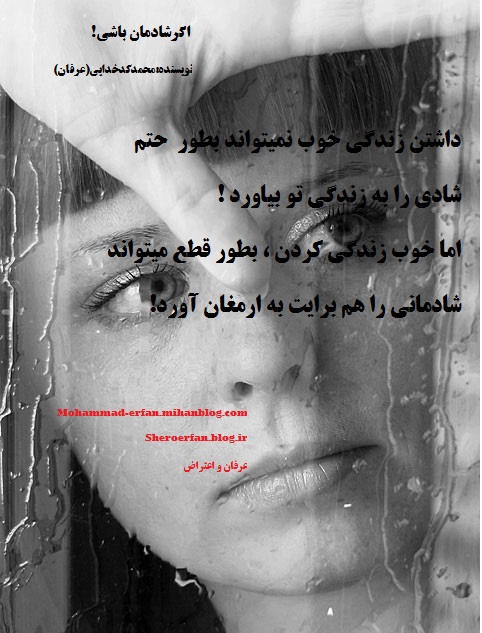 اگرشادمان باشی!
نویسنده:محمدکدخدایی(عرفان)
داشتن زندگی خوب نمیتواند بطور حتم
شادی را به زندگی تو بیاورد !
اما خوب زندگی کردن ، بطور قطع میتواند
شادمانی را هم برایت به ارمغان آورد!
Mohammad-erfan.mihanblog.com
Sheroerfan.blog.ir
عرفان و اعتراض